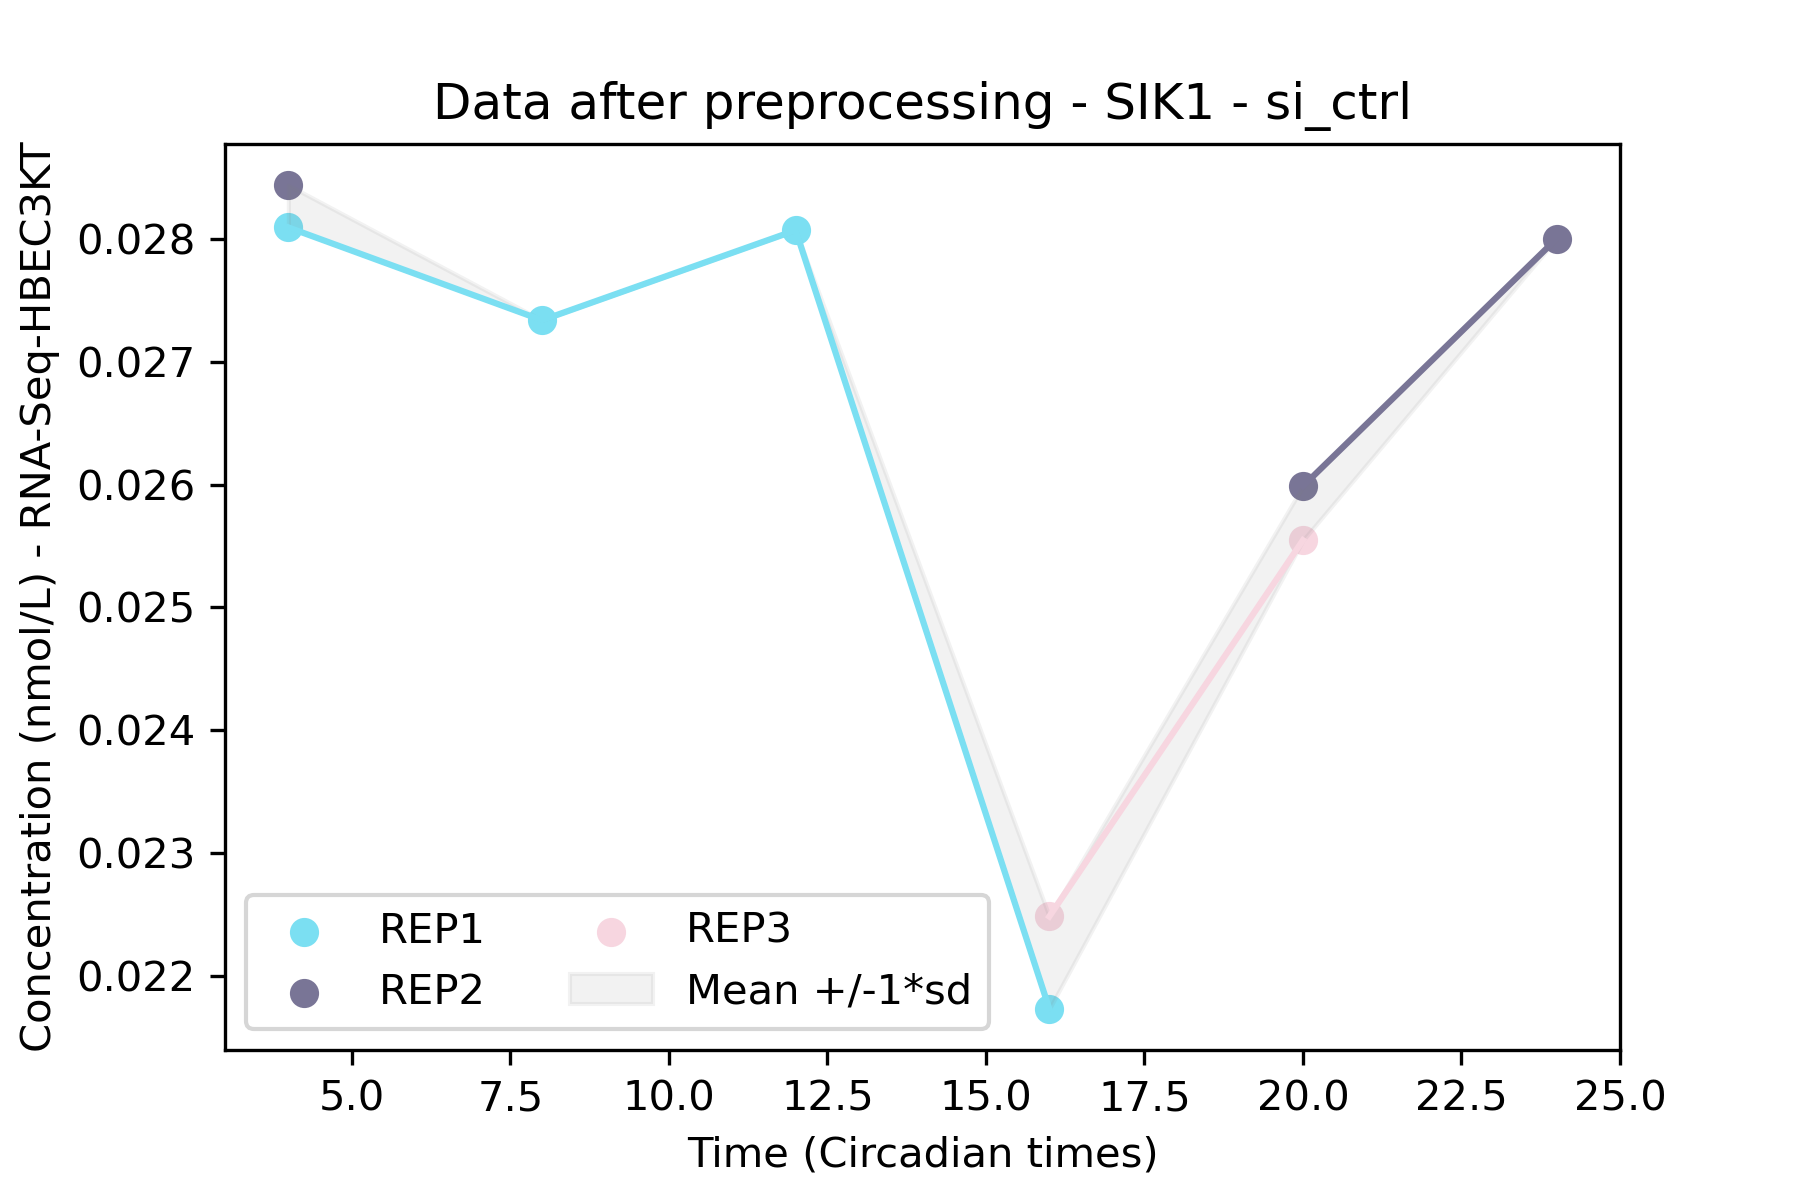 Data after preprocessing - SIK1 - si_ctrl
Concentration (nmol/L) - RNA-Seq-HBEC3KT
0.028
0.027
0.026
0.025
0.024
0.023
0.022
REP1
REP2
REP3
Mean +/-1*sd
5.0 7.5 10.0 12.5 15.0 17.5 20.0 22.5 25.0
Time (Circadian times)